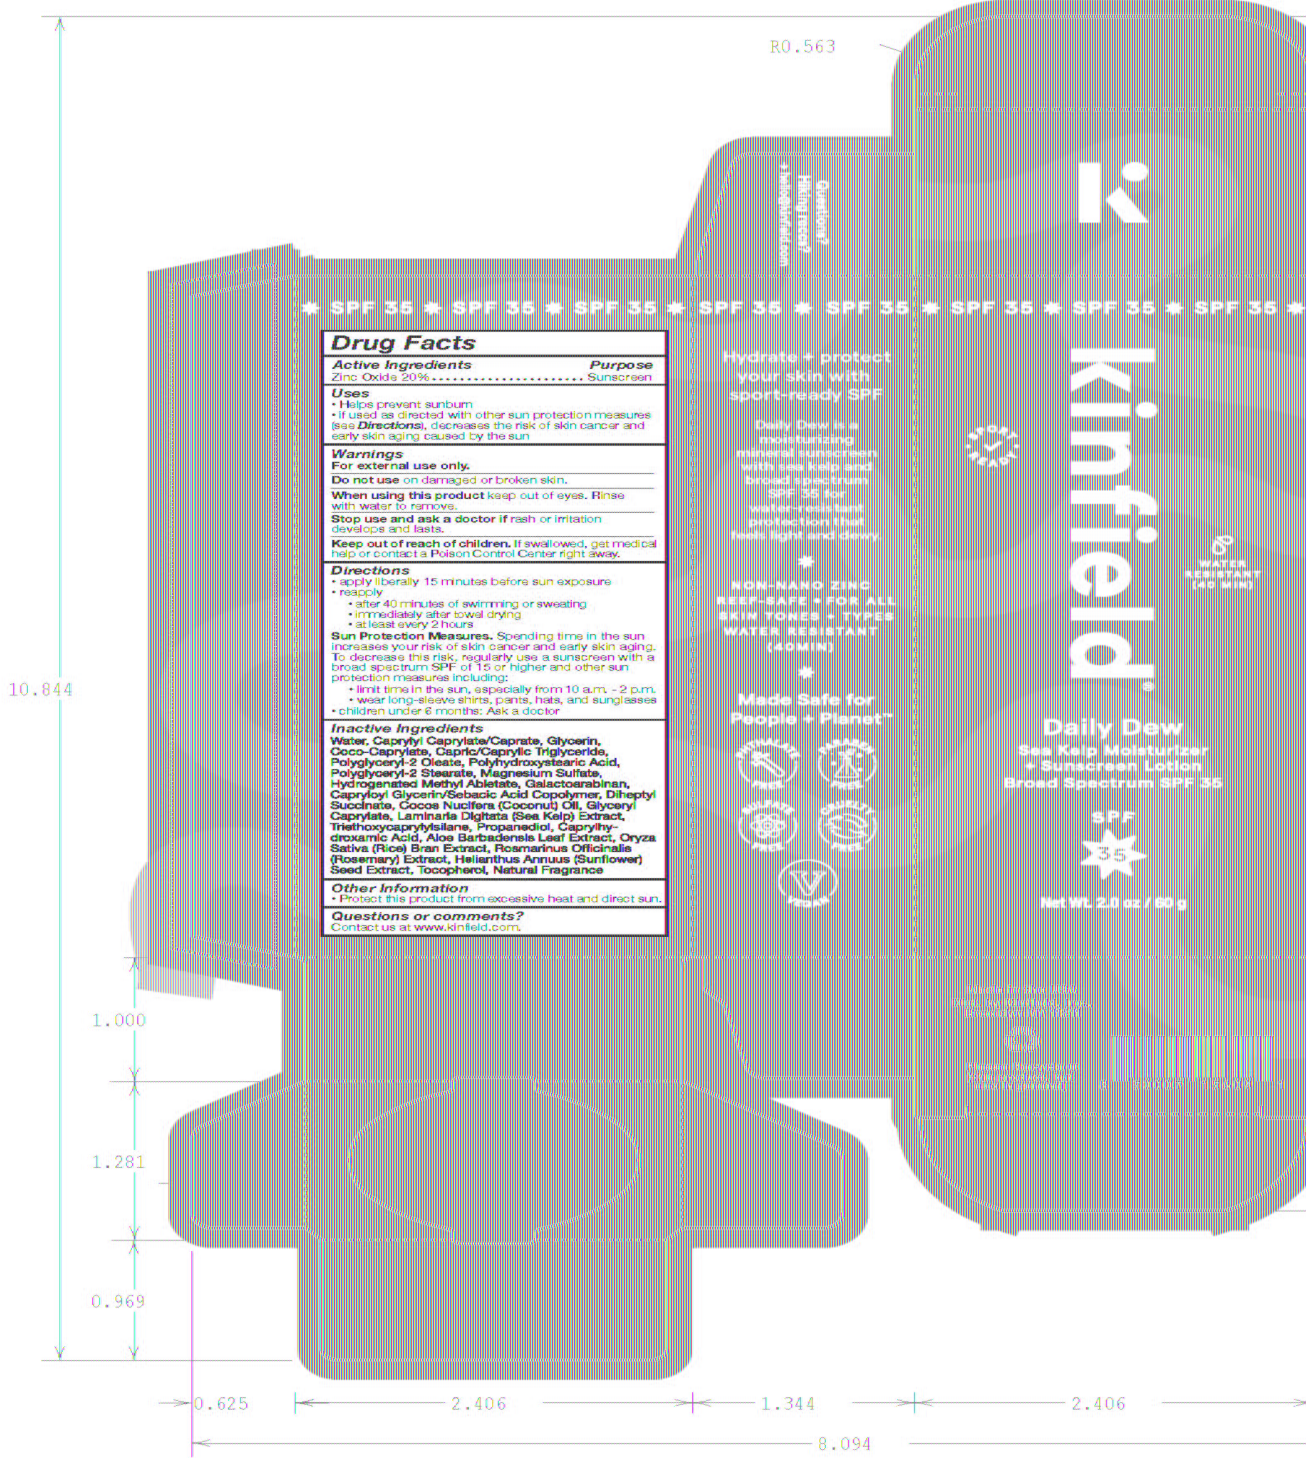 R0.563
Questions?
* SPF 35 * SPF 35 * SPF 35 * SPF 35 * SPF 35 * SPF 35 * SPF 35 * SPF 35 *
Drug Facts
Active Ingredients Purpose
Zinc Oxide 20%....................... Sunscreen
Uses
• Helps prevent sunburn
• if used as directed with other sun protection measures
(see Directions), decreases the risk of skin cancer and
early skin aging caused by the sun
Warnings
For external use only.
Do not use on damaged or broken skin.
When using this product keep out of eyes. Rinse
with water to remove.
Stop use and ask a doctor if rash or irritation
develops and lasts.
Keep out of reach of children. If swallowed, get medical
help or contact a Poison Control Center right away.
Directions
• apply liberally 15 minutes before sun exposure
• reapply
• after 40 minutes of swimming or sweating
• immediately after towel drying
• at least every 2 hours
Sun Protection Measures. Spending time in the sun
increases your risk of skin cancer and early skin aging.
To decrease this risk, regularly use a sunscreen with a
broad spectrum SPF of 15 or higher and other sun
protection measures including:
• limit time in the sun, especially from 10 a.m. - 2 p.m.
• wear long-sleeve shirts, pants, hats, and sunglasses
• children under 6 months: Ask a doctor
Inactive Ingredients
Water, Caprylyl Caprylate/Caprate, Glycerin,
Coco-Caprylate, Capric/Caprylic Triglyceride,
Polyglyceryl-2 Oleate, Polyhydroxystearic Acid,
Polyglyceryl-2 Stearate, Magnesium Sulfate,
Hydrogenated Methyl Abietate, Galactoarabinan,
Capryloyl Glycerin/Sebacic Acid Copolymer, Diheptyl
Succinate, Cocos Nucifera (Coconut) Oil, Glyceryl
Caprylate, Laminaria Digitata (Sea Kelp) Extract,
Triethoxycaprylylsilane, Propanediol, Caprylhy-
droxamic Acid, Aloe Barbadensis Leaf Extract, Oryza
Sativa (Rice) Bran Extract, Rosmarinus Officinalis
(Rosemary) Extract, Helianthus Annuus (Sunflower)
Seed Extract, Tocopherol, Natural Fragrance
Other Information
• Protect this product from excessive heat and direct sun.
Questions or comments?
Contact us at www.kinfield.com.
Hydrate + protect
your skin with
sport-ready SPF
Daily Dew is a
moisturizing
mineral sunscreen
with sea kelp and
broad spectrum
SPF 35 for
water-resistant
protection that
feels light and dewy.
*
NON-NANO ZINC
REEF SAFE FOR ALL
SKIN TONES + TYPES
WATER RESISTANT
(40MIN)
*
Made Safe for
People + Planet™
VEGAN
k
kinfield®
SPORT
READY
WATER
RESISTANT
(40 MIN)
Daily Dew
Sea Kelp Moisturizer
+ Sunscreen Lotion
Broad Spectrum SPF 35
SPF
35
Net Wt. 2.0 oz / 60 g
10.844
1.000
1.281
0.969
0.625
2.406
1.344
2.406
8.094